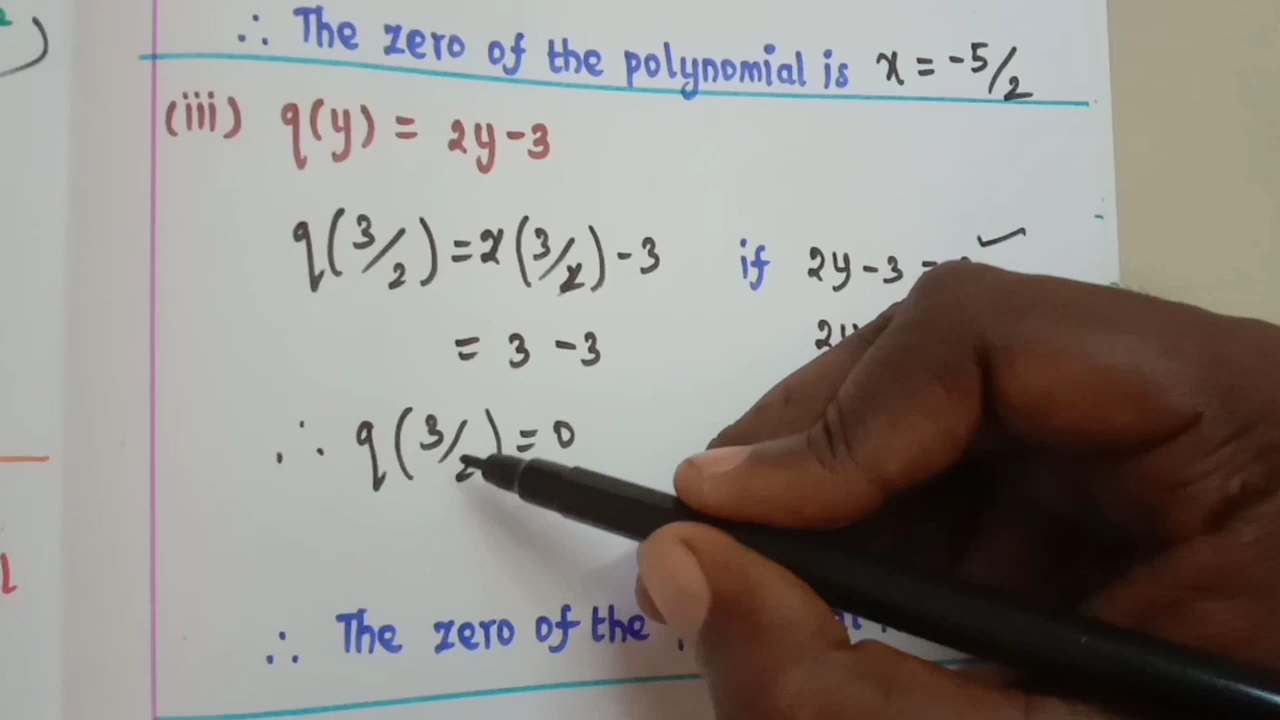 ∴ The zero of the polynomial is x = -5/2
(iii) q(y) = 2y-3
q(3/2) = 2(3/2) - 3 if 2y - 3 =
= 3 - 3 2y
∴ q(3/2) = 0
∴ The zero of the